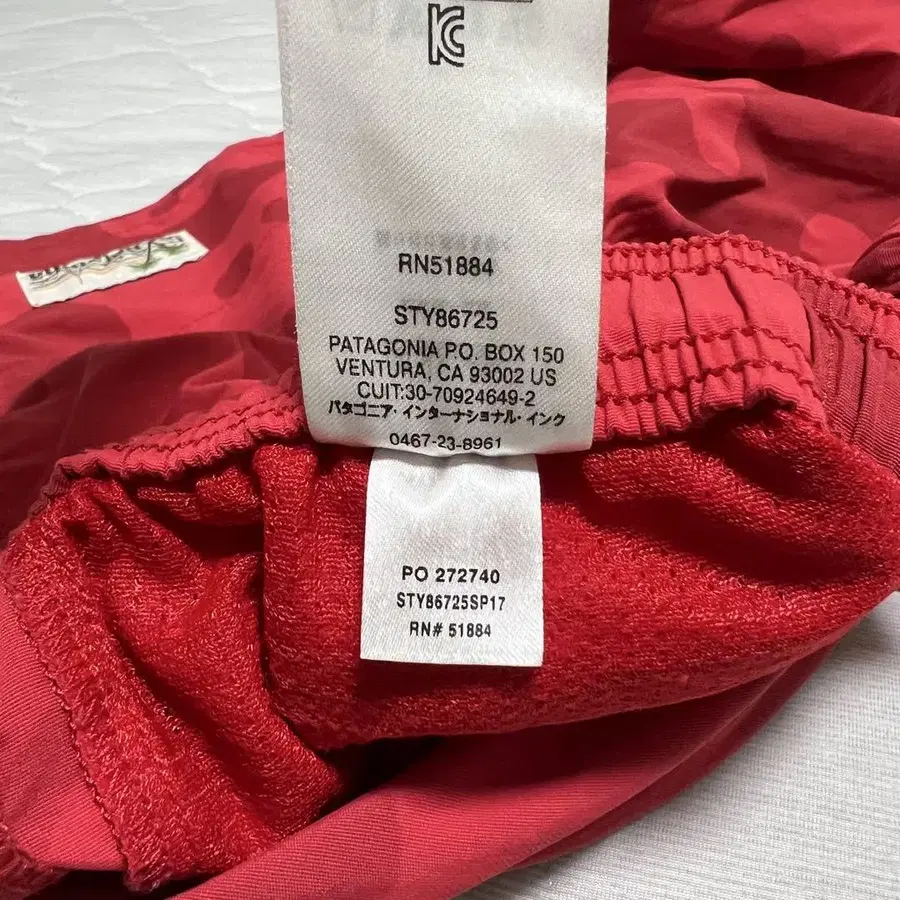 RN51884
STY86725
PATAGONIA P.O. BOX 150
VENTURA, CA 93002 US
CUIT:30-70924649-2
パタゴニア・インターナショナル・インク
0467-23-8961
PO 272740
STY86725SP17
RN# 51884
patagonia